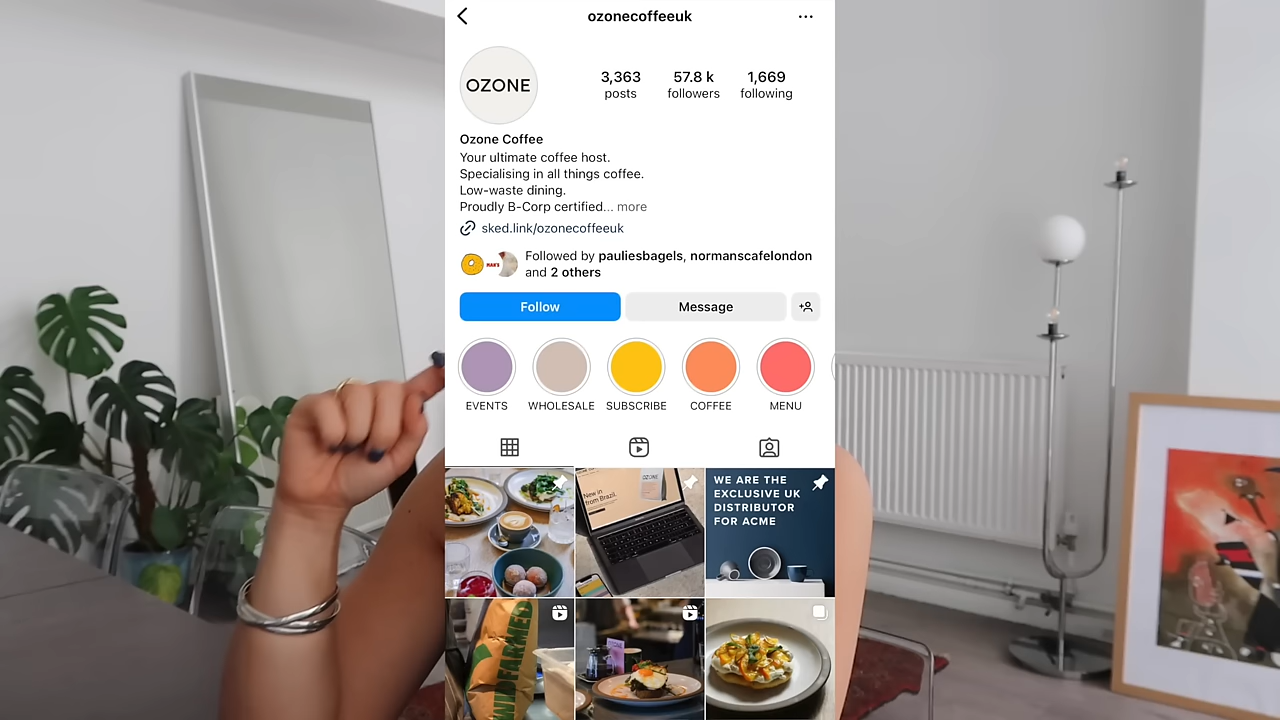 ozonecoffeeuk
OZONE
3,363 57.8 k 1,669
posts followers following
Ozone Coffee
Your ultimate coffee host.
Specialising in all things coffee.
Low-waste dining.
Proudly B-Corp certified... more
sked.link/ozonecoffeeuk
Followed by pauliesbagels, normanscafelondon
and 2 others
Follow Message
EVENTS WHOLESALE SUBSCRIBE COFFEE MENU
New in
from Brazil.
OZONE
WE ARE THE
EXCLUSIVE UK
DISTRIBUTOR
FOR ACME
WILDFARMED